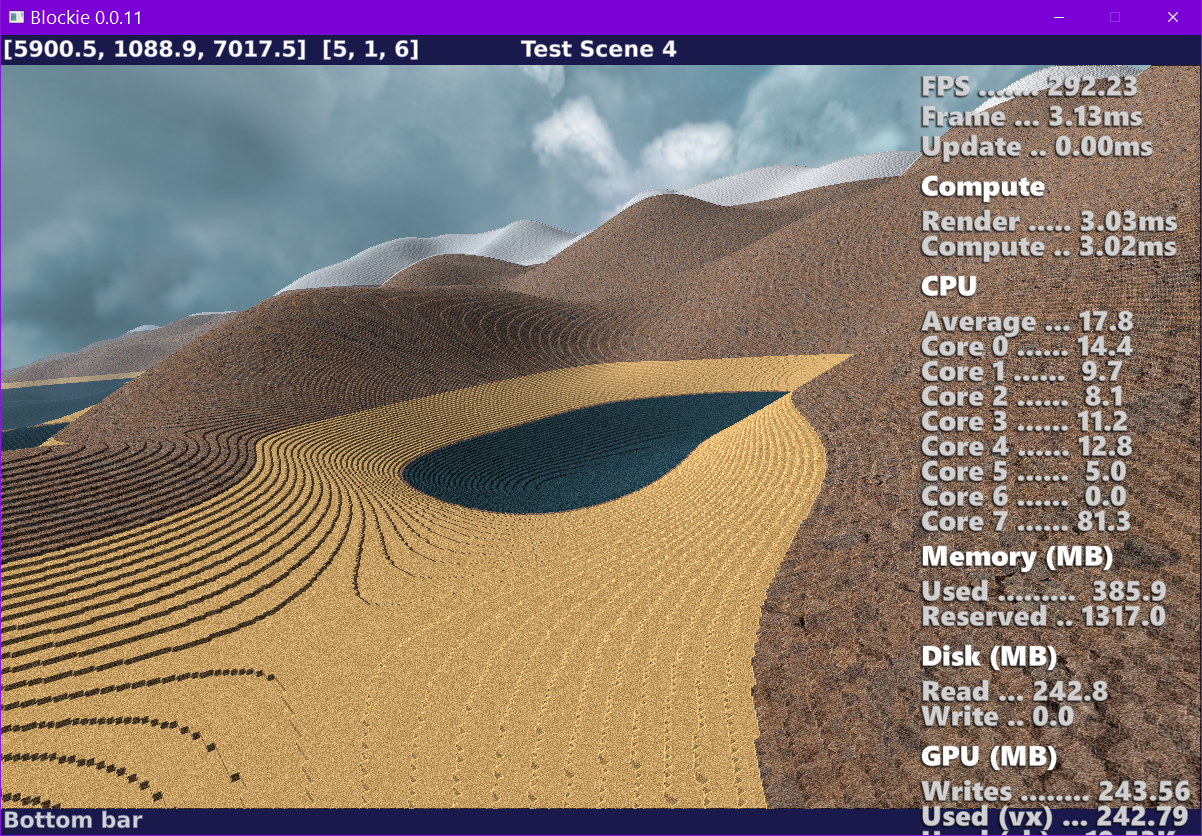 Blockie 0.0.11
[5900.5, 1088.9, 7017.5]  [5, 1, 6]  Test Scene 4
FPS ....... 292.23
Frame ... 3.13ms
Update .. 0.00ms
Compute
Render ..... 3.03ms
Compute .. 3.02ms
CPU
Average ... 17.8
Core 0 ...... 14.4
Core 1 ...... 9.7
Core 2 ...... 8.1
Core 3 ...... 11.2
Core 4 ...... 12.8
Core 5 ...... 5.0
Core 6 ...... 0.0
Core 7 ...... 81.3
Memory (MB)
Used ......... 385.9
Reserved .. 1317.0
Disk (MB)
Read ... 242.8
Write .. 0.0
GPU (MB)
Writes ........ 243.56
Used (vx) ... 242.79
Bottom bar